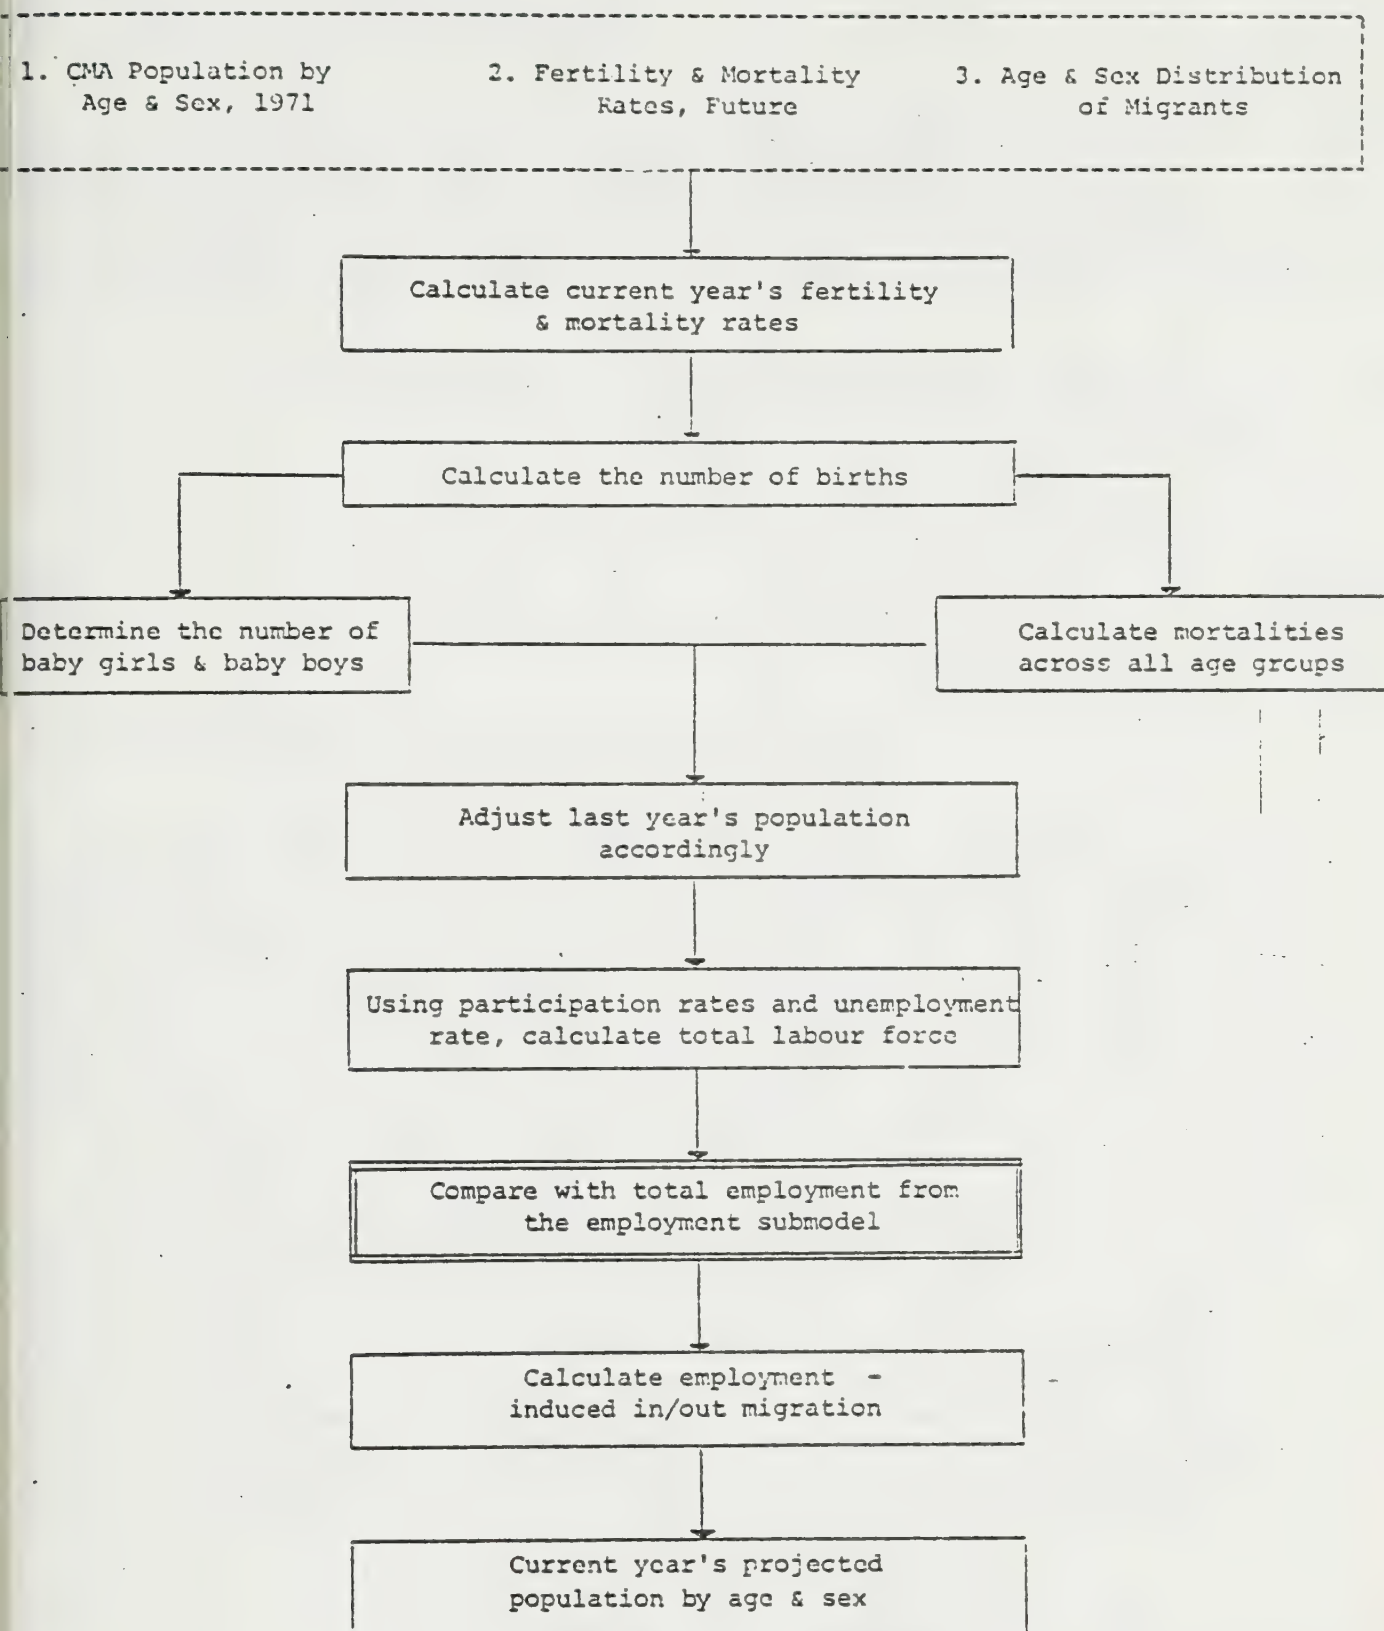 1. CMA Population by
Age & Sex, 1971
2. Fertility & Mortality
Rates, Future
3. Age & Sex Distribution
of Migrants
Calculate current year's fertility
& mortality rates
Calculate the number of births
Determine the number of
baby girls & baby boys
Calculate mortalities
across all age groups
Adjust last year's population
accordingly
Using participation rates and unemployment
rate, calculate total labour force
Compare with total employment from
the employment submodel
Calculate employment -
induced in/out migration
Current year's projected
population by age & sex